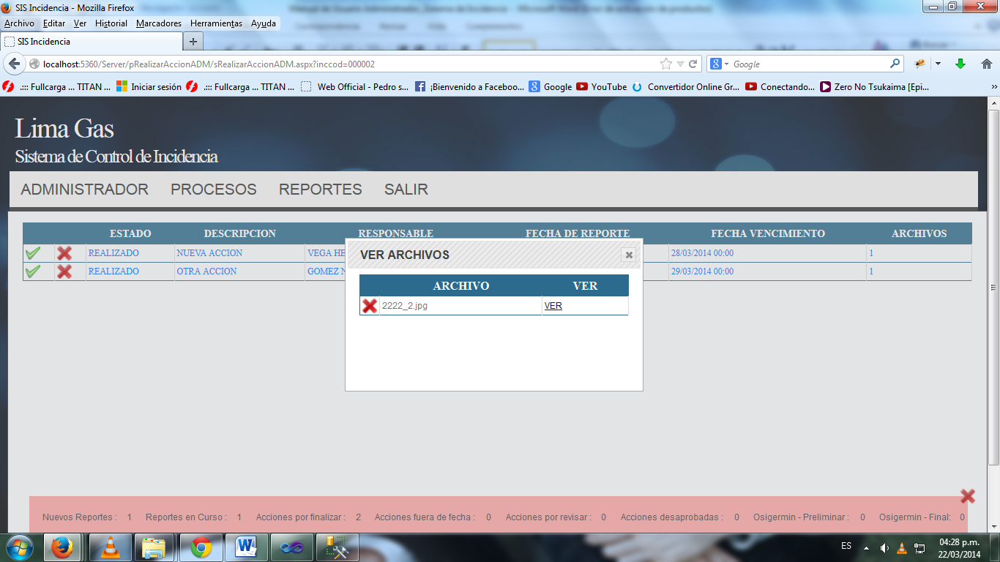 SIS Incidencia - Mozilla Firefox
Archivo Editar Ver Historial Marcadores Herramientas Ayuda
SIS Incidencia
localhost:5360/Server/pRealizarAccionADM/sRealizarAccionADM.aspx?inccod=000002
Google
.::: Fullcarga ... TITAN ... Iniciar sesión .::: Fullcarga ... TITAN ... Web Official - Pedro s... ¡Bienvenido a Faceboo... Google YouTube Convertidor Online Gr... Conectando... Zero No Tsukaima [Epi...
Lima Gas
Sistema de Control de Incidencia
ADMINISTRADOR PROCESOS REPORTES SALIR
ESTADO DESCRIPCION RESPONSABLE FECHA DE REPORTE FECHA VENCIMIENTO ARCHIVOS
REALIZADO NUEVA ACCION VEGA HE 28/03/2014 00:00 1
REALIZADO OTRA ACCION GOMEZ 29/03/2014 00:00 1
VER ARCHIVOS
ARCHIVO VER
2222_2.jpg VER
Nuevos Reportes : 1 Reportes en Curso : 1 Acciones por finalizar : 2 Acciones fuera de fecha : 0 Acciones por revisar : 0 Acciones desaprobadas : 0 Osigermin - Preliminar : 0 Osigermin - Final: 0
ES
04:28 p.m.
22/03/2014